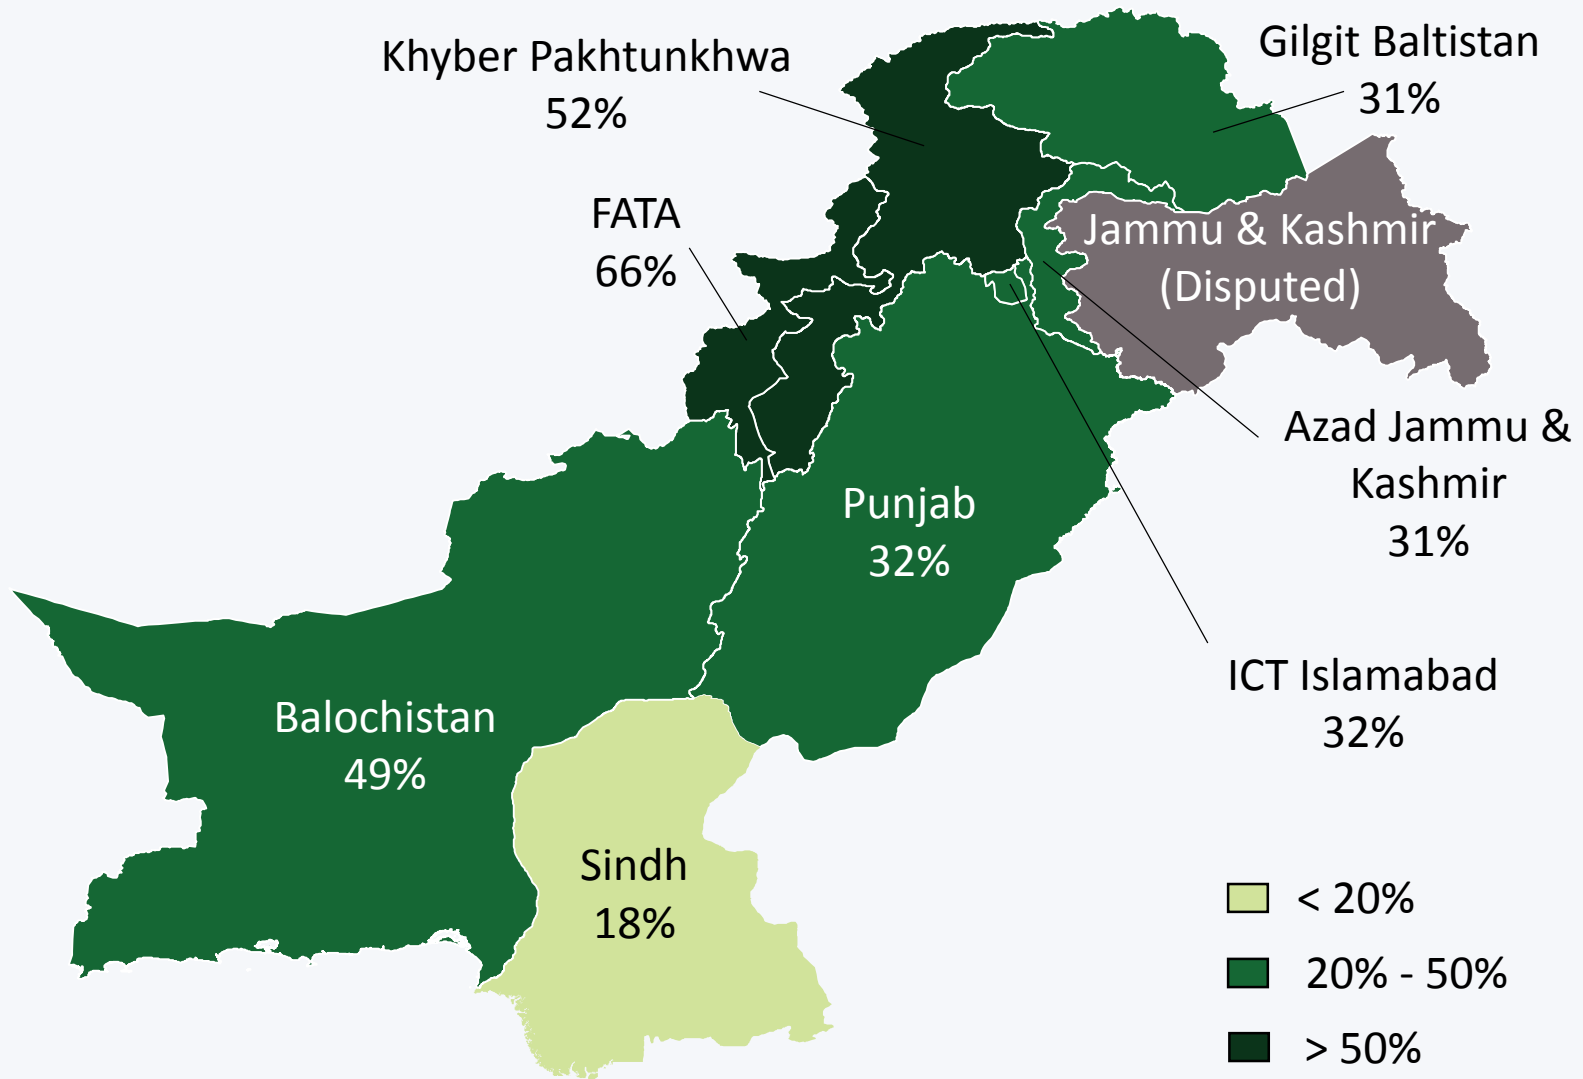 Khyber Pakhtunkhwa
52%
Gilgit Baltistan
31%
FATA
66%
Jammu & Kashmir
(Disputed)
Azad Jammu &
Kashmir
31%
Punjab
32%
ICT Islamabad
32%
Balochistan
49%
Sindh
18%
< 20%
20% - 50%
> 50%